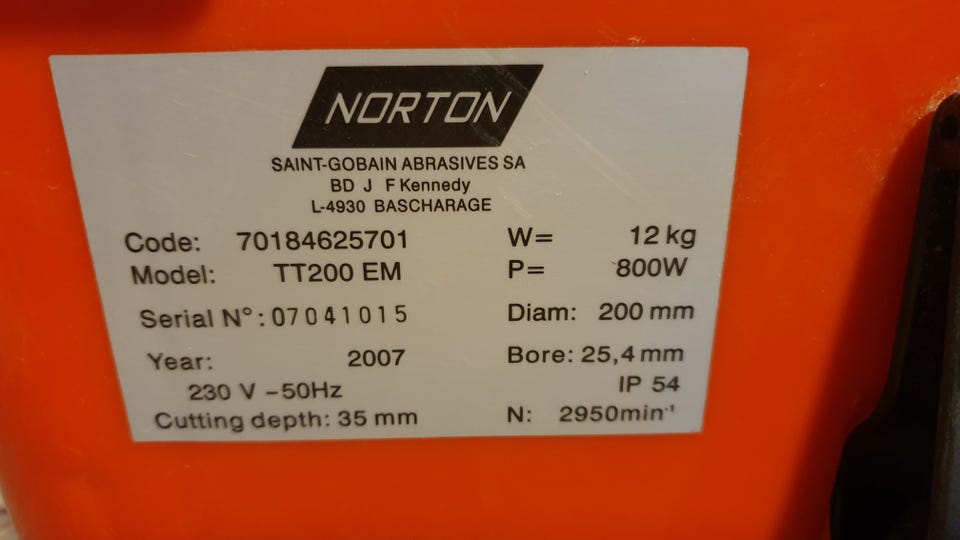 NORTON
SAINT-GOBAIN ABRASIVES SA
BD J F Kennedy
L-4930 BASCHARAGE
Code: 70184625701 W= 12 kg
Model: TT200 EM P= 800W
Serial N°: 07041015 Diam: 200 mm
Year: 2007 Bore: 25,4 mm
230 V -50Hz IP 54
Cutting depth: 35 mm N: 2950min⁻¹